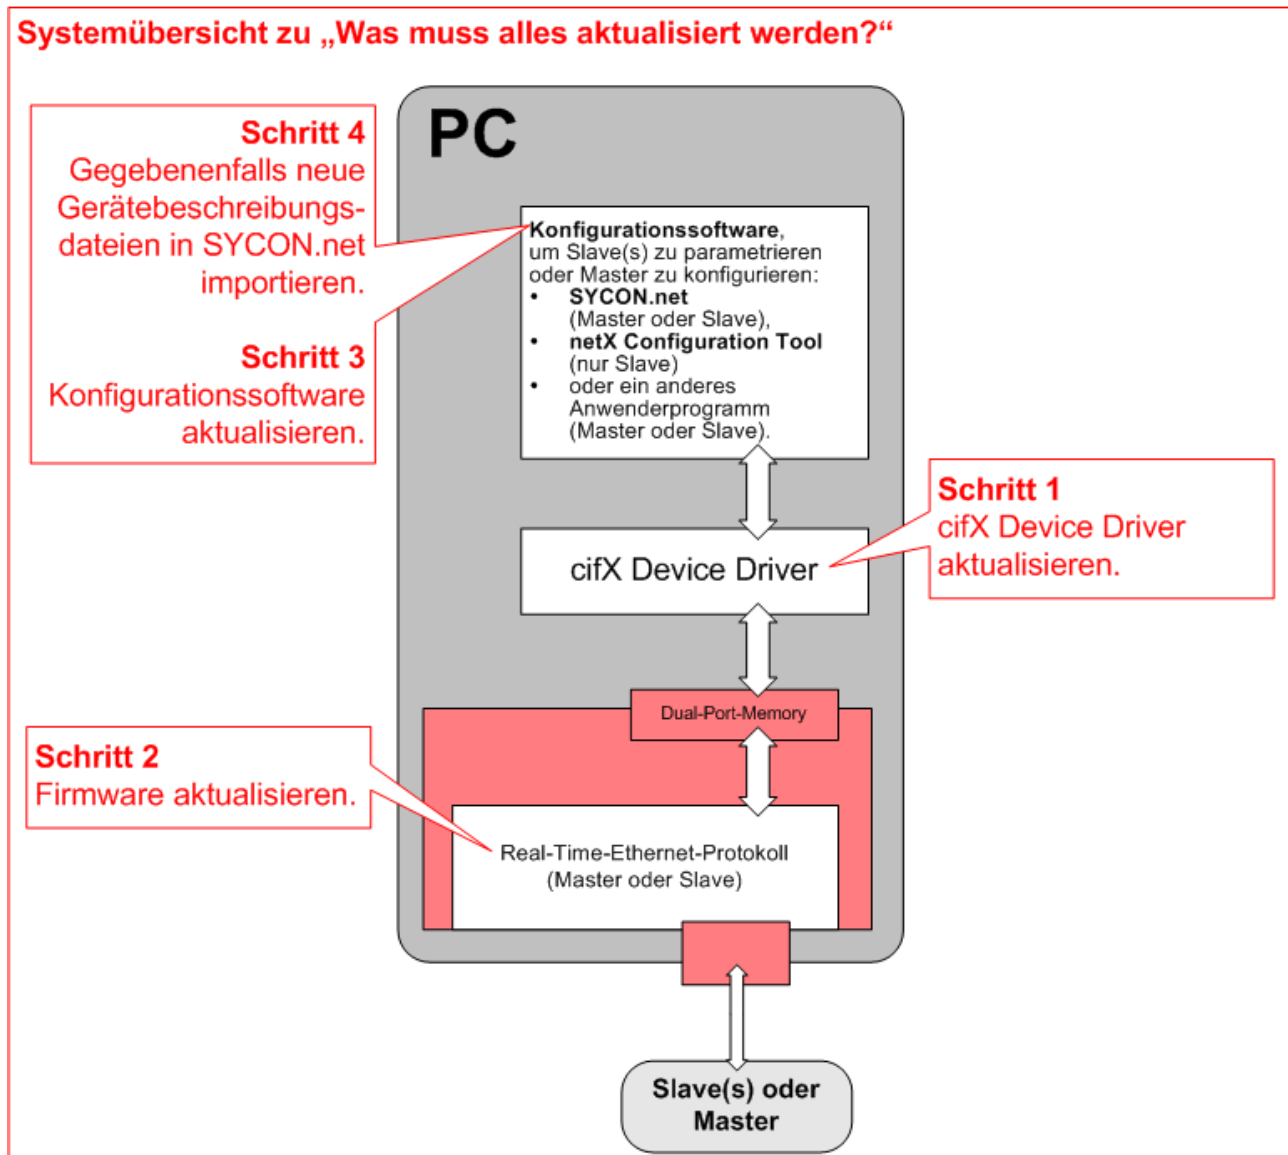 Systemübersicht zu „Was muss alles aktualisiert werden?“
PC
Schritt 4
Gegebenenfalls neue
Gerätebeschreibungs-
dateien in SYCON.net
importieren.
Schritt 3
Konfigurationssoftware
aktualisieren.
Konfigurationssoftware,
um Slave(s) zu parametrieren
oder Master zu konfigurieren:
• SYCON.net
(Master oder Slave),
• netX Configuration Tool
(nur Slave)
• oder ein anderes
Anwenderprogramm
(Master oder Slave).
Schritt 1
cifX Device Driver
aktualisieren.
cifX Device Driver
Dual-Port-Memory
Schritt 2
Firmware aktualisieren.
Real-Time-Ethernet-Protokoll
(Master oder Slave)
Slave(s) oder
Master